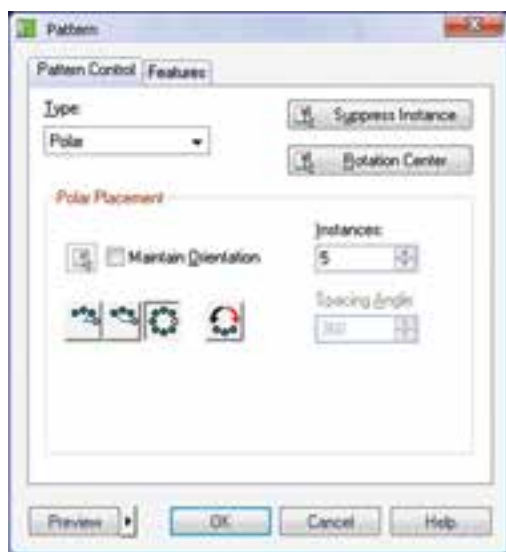 Pattern
Pattern Control Features
Type:
Polar
Suppress Instance
Rotation Center
Polar Placement
Maintain Orientation
Instances:
5
Spacing Angle:
360
Preview OK Cancel Help